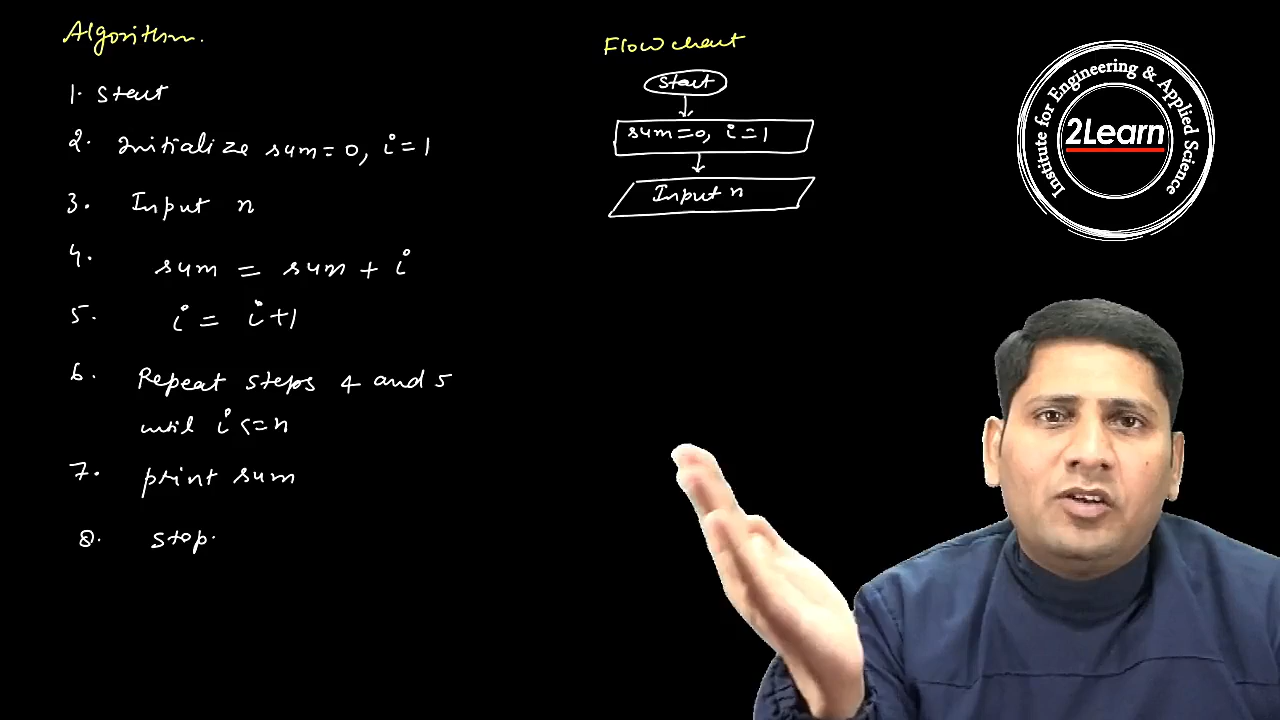 Algorithm.
1. Start
2. Initialize sum=0, i=1
3. Input n
4. sum = sum + i
5. i = i+1
6. Repeat steps 4 and 5
until i<=n
7. print sum
8. stop.
Flow chart
start
sum=0, i=1
Input n
Institute for Engineering & Applied Science
2Learn